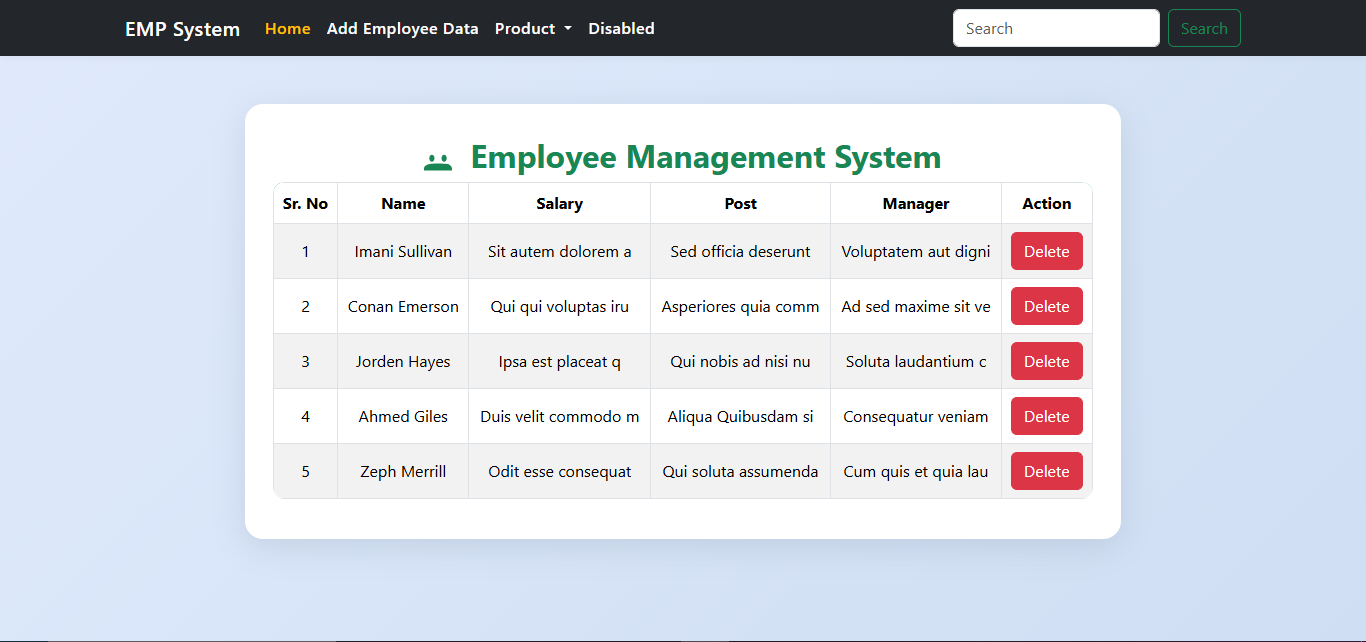 EMP System Home Add Employee Data Product Disabled Search Search
Employee Management System
Sr. No Name Salary Post Manager Action
1 Imani Sullivan Sit autem dolorem a Sed officia deserunt Voluptatem aut digni Delete
2 Conan Emerson Qui qui voluptas iru Asperiores quia comm Ad sed maxime sit ve Delete
3 Jorden Hayes Ipsa est placeat q Qui nobis ad nisi nu Soluta laudantium c Delete
4 Ahmed Giles Duis velit commodo m Aliqua Quibusdam si Consequatur veniam Delete
5 Zeph Merrill Odit esse consequat Qui soluta assumenda Cum quis et quia lau Delete